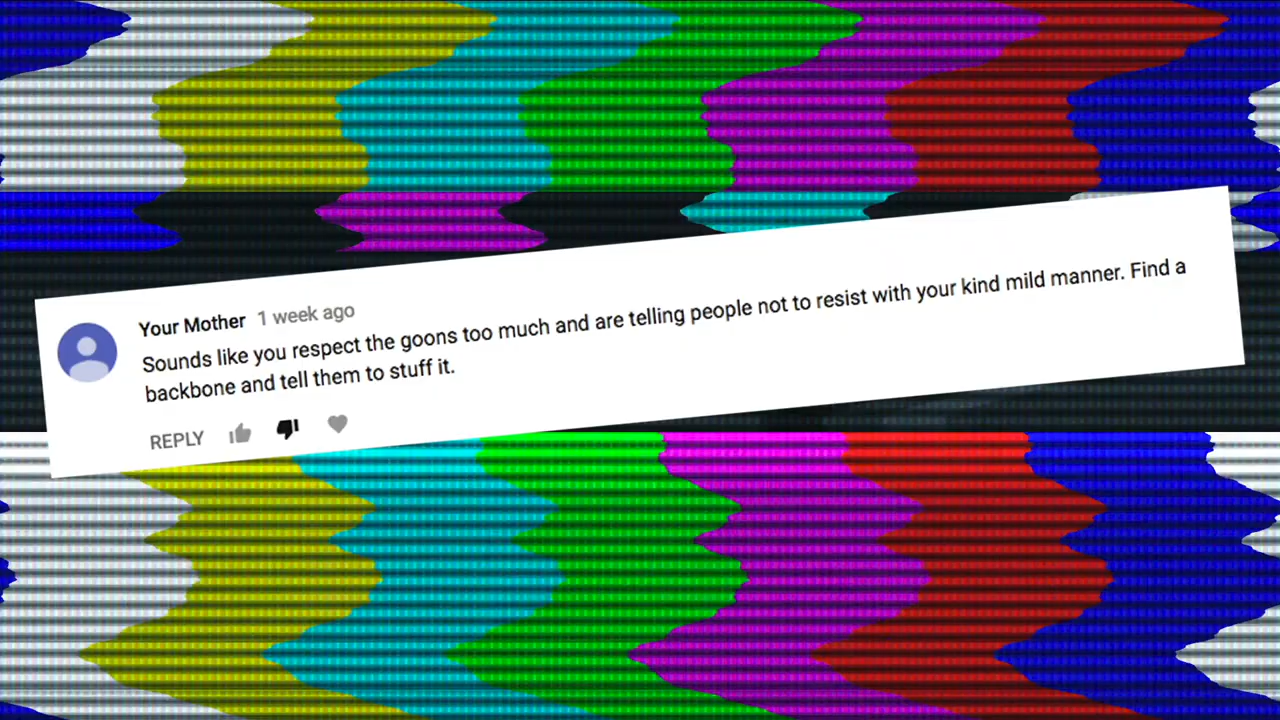 Your Mother 1 week ago
Sounds like you respect the goons too much and are telling people not to resist with your kind mild manner. Find a
backbone and tell them to stuff it.
REPLY